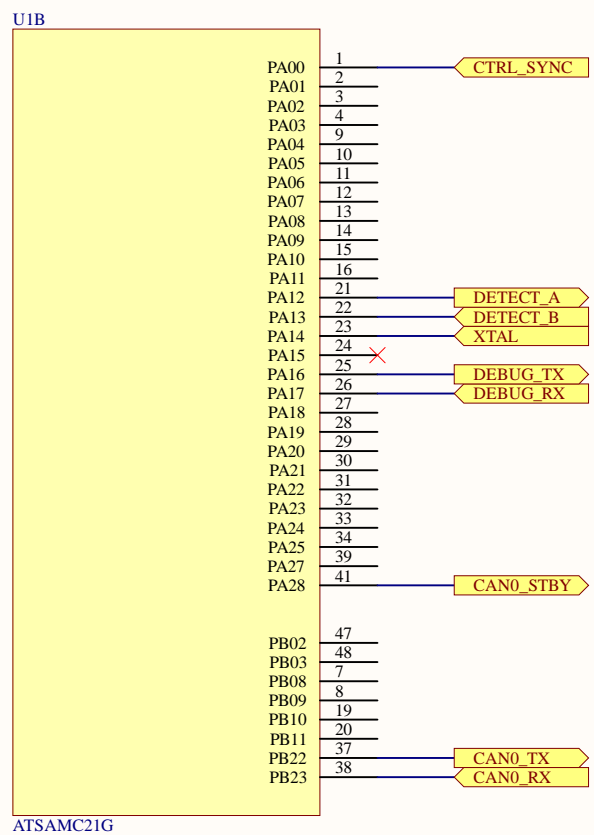 U1B
PA00 1 CTRL_SYNC
PA01 2
PA02 3
PA03 4
PA04 9
PA05 10
PA06 11
PA07 12
PA08 13
PA09 14
PA10 15
PA11 16
PA12 21 DETECT_A
PA13 22 DETECT_B
PA14 23 XTAL
PA15 24
PA16 25 DEBUG_TX
PA17 26 DEBUG_RX
PA18 27
PA19 28
PA20 29
PA21 30
PA22 31
PA23 32
PA24 33
PA25 34
PA27 39
PA28 41 CAN0_STBY
PB02 47
PB03 48
PB08 7
PB09 8
PB10 19
PB11 20
PB22 37 CAN0_TX
PB23 38 CAN0_RX
ATSAMC21G